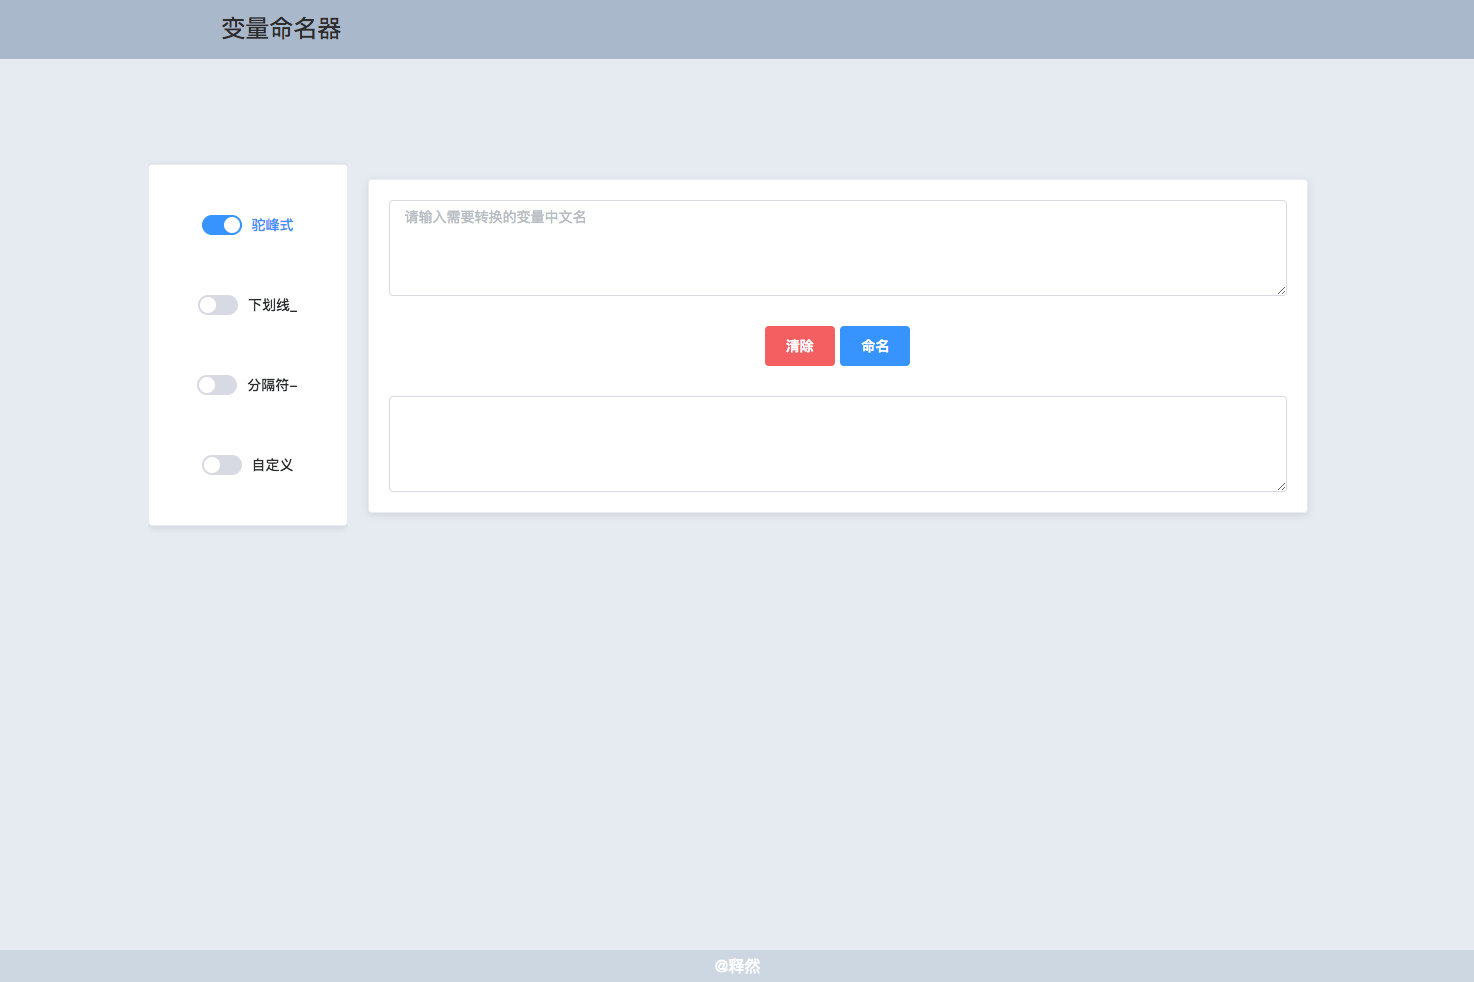 变量命名器
驼峰式
下划线_
分隔符-
自定义
请输入需要转换的变量中文名
清除
命名
@释然